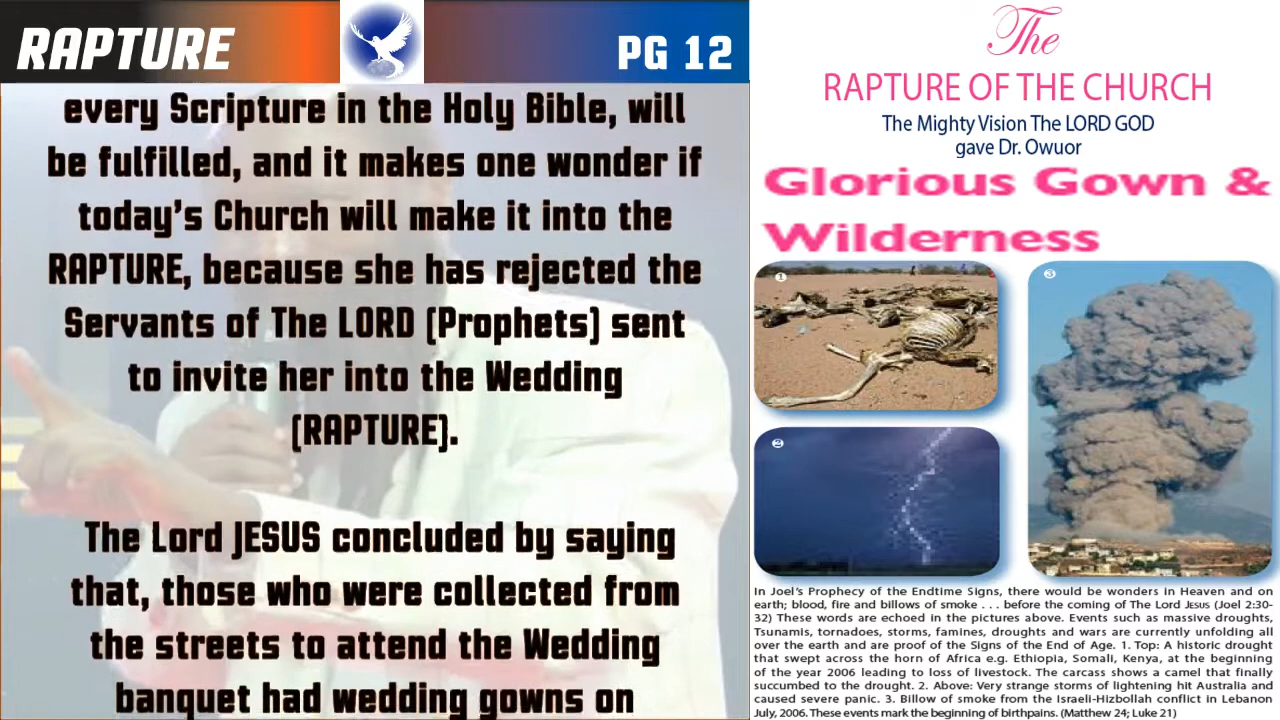 RAPTURE
PG 12
every Scripture in the Holy Bible, will
be fulfilled, and it makes one wonder if
today's Church will make it into the
RAPTURE, because she has rejected the
Servants of The LORD (Prophets) sent
to invite her into the Wedding
(RAPTURE).
The Lord JESUS concluded by saying
that, those who were collected from
the streets to attend the Wedding
banquet had wedding gowns on
The
RAPTURE OF THE CHURCH
The Mighty Vision The LORD GOD
gave Dr. Owuor
Glorious Gown &
Wilderness
1
3
2
In Joel's Prophecy of the Endtime Signs, there would be wonders in Heaven and on
earth; blood, fire and billows of smoke . . . before the coming of The Lord Jesus (Joel 2:30-
32) These words are echoed in the pictures above. Events such as massive droughts,
Tsunamis, tornadoes, storms, famines, droughts and wars are currently unfolding all
over the earth and are proof of the Signs of the End of Age. 1. Top: A historic drought
that swept across the horn of Africa e.g. Ethiopia, Somali, Kenya, at the beginning
of the year 2006 leading to loss of livestock. The carcass shows a camel that finally
succumbed to the drought. 2. Above: Very strange storms of lightening hit Australia and
caused severe panic. 3. Billow of smoke from the Israeli-Hizbollah conflict in Lebanon
July, 2006. These events mark the beginning of birthpains. (Matthew 24; Luke 21)